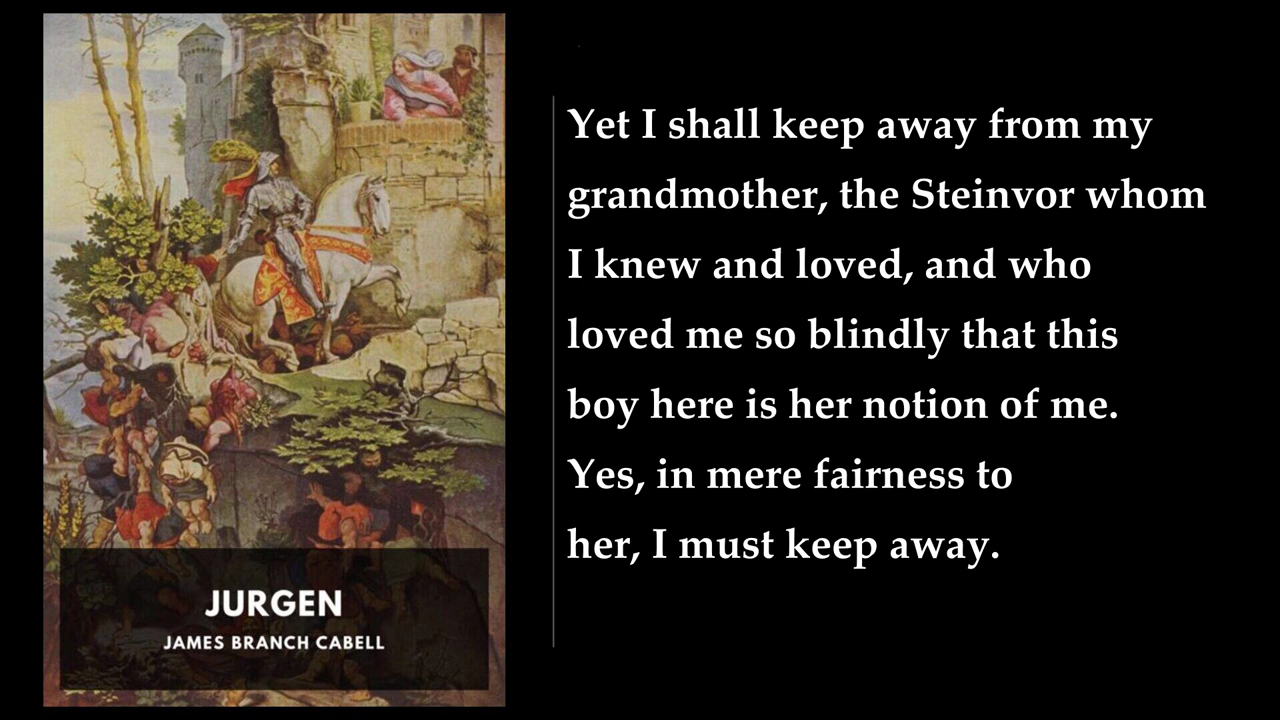 JURGEN
JAMES BRANCH CABELL
Yet I shall keep away from my
grandmother, the Steinvor whom
I knew and loved, and who
loved me so blindly that this
boy here is her notion of me.
Yes, in mere fairness to
her, I must keep away.